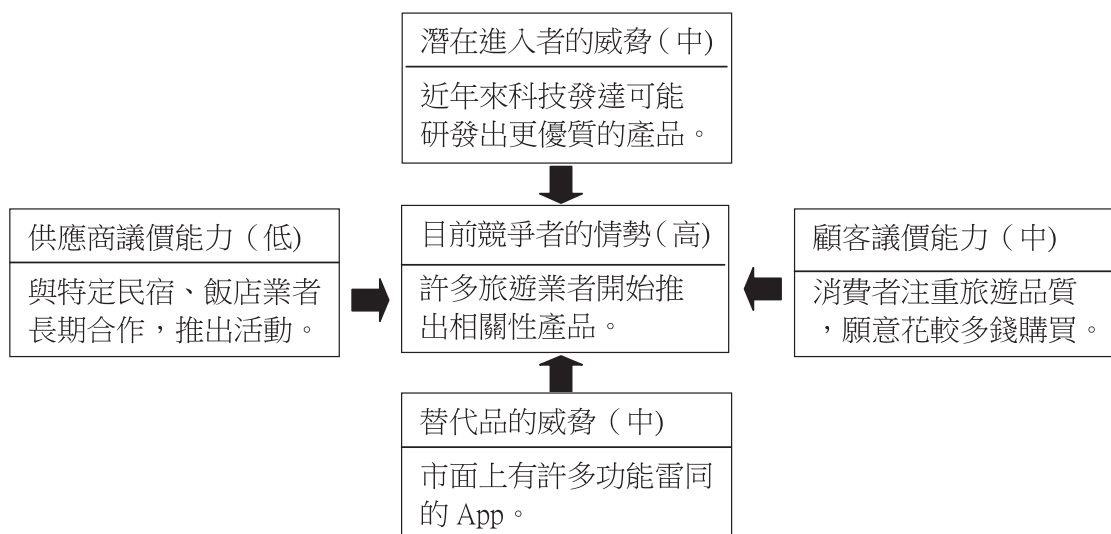 潛在進入者的威脅（中)
近年來科技發達可能
研發出更優質的產品。
供應商議價能力（低)
與特定民宿、飯店業者
長期合作，推出活動。
目前競爭者的情勢（高)
許多旅遊業者開始推
出相關性產品。
顧客議價能力（中)
消費者注重旅遊品質
，願意花較多錢購買。
替代品的威脅（中)
市面上有許多功能雷同
的 App。